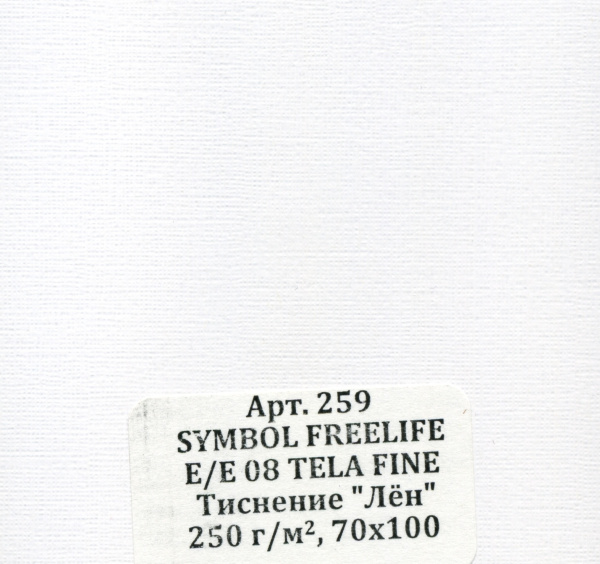 Арт. 259
SYMBOL FREELIFE
E/E 08 TELA FINE
Тиснение "Лён"
250 г/м², 70x100